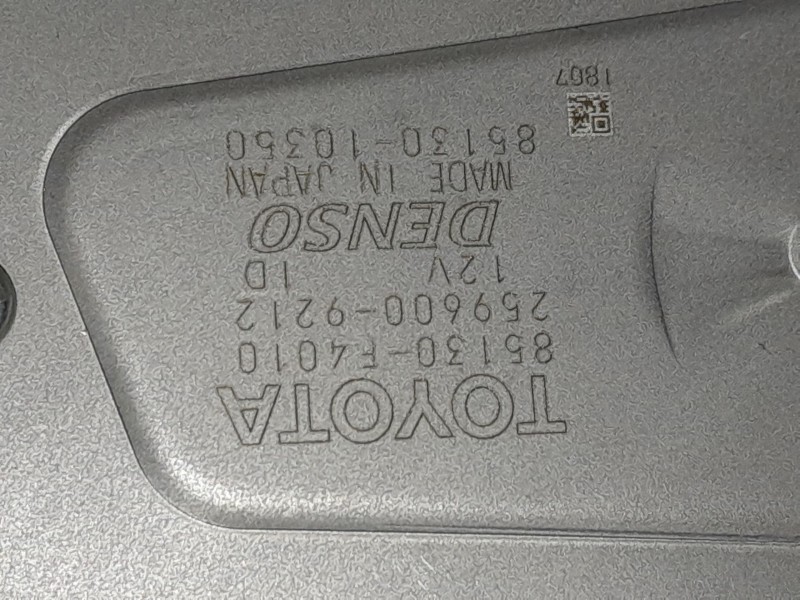 TOYOTA
85130-F4010
259600-9212
12V 1D
DENSO
MADE IN JAPAN
85130-10350
1807